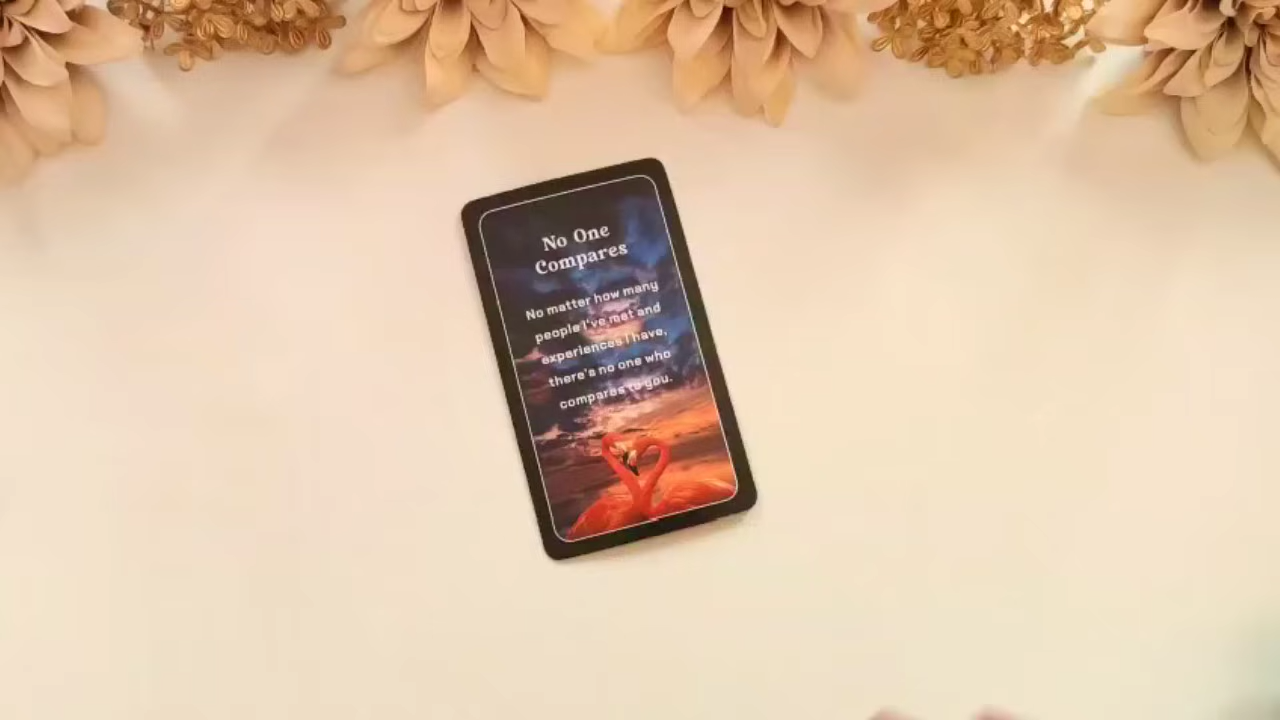 No One
Compares
No matter how many
people I've met and
experiences I have,
there's no one who
compares to you.